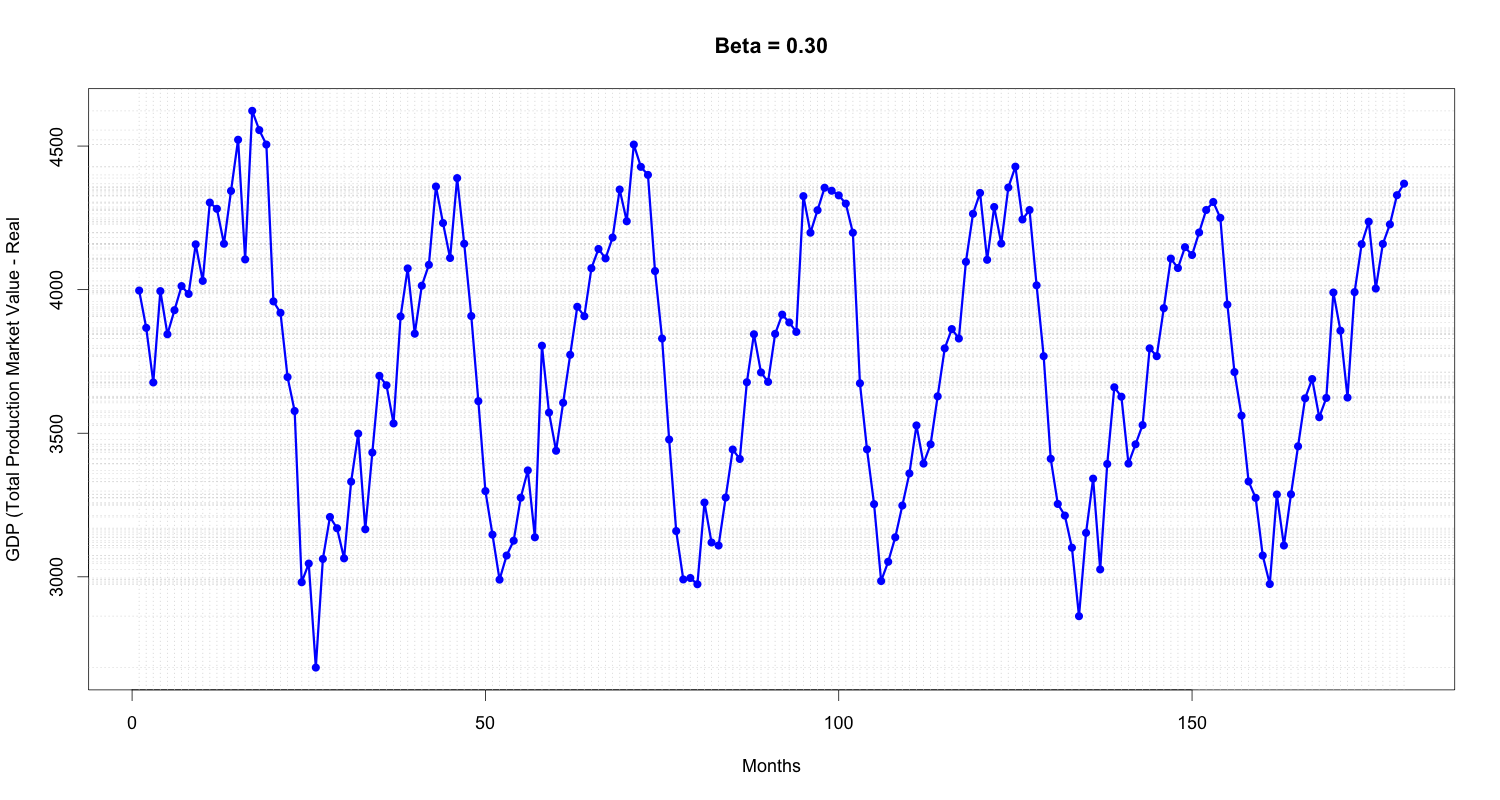 Beta = 0.30
GDP (Total Production Market Value - Real
4500
4000
3500
3000
0 50 100 150
Months